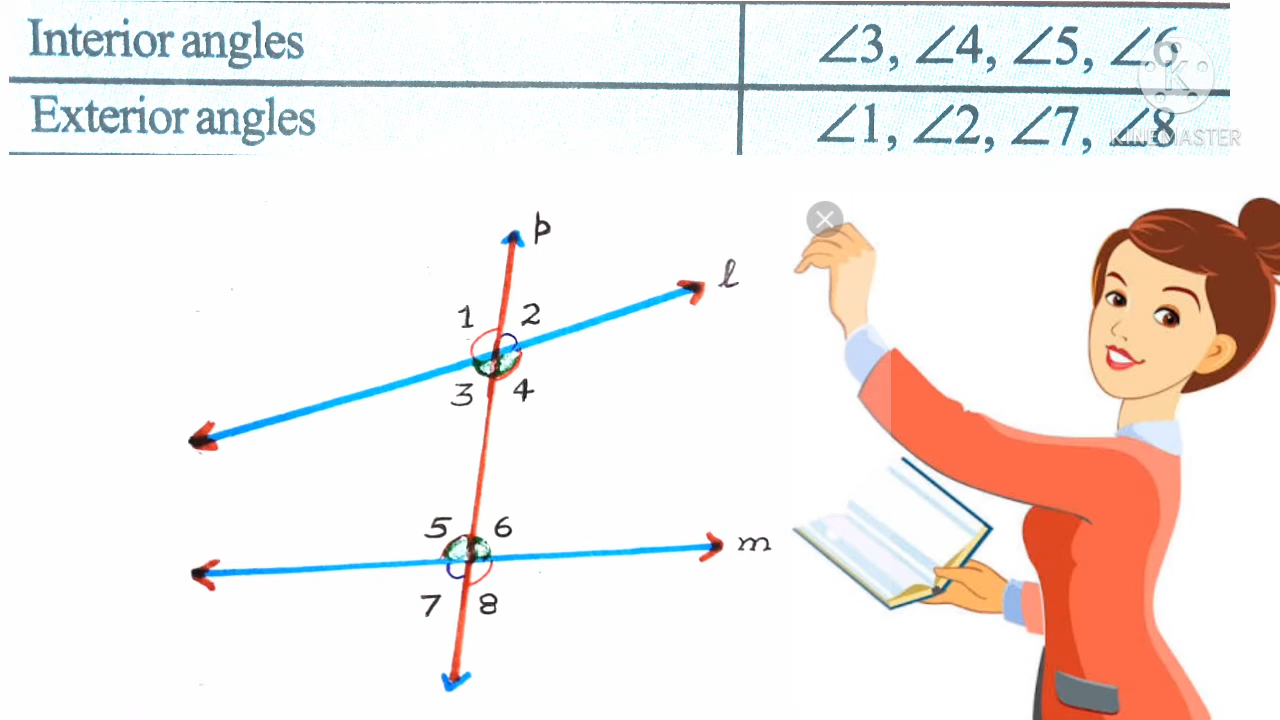 Interior angles ∠3, ∠4, ∠5, ∠6
Exterior angles ∠1, ∠2, ∠7, ∠8
K
KINEMASTER
p
l
1 2
3 4
5 6
m
7 8